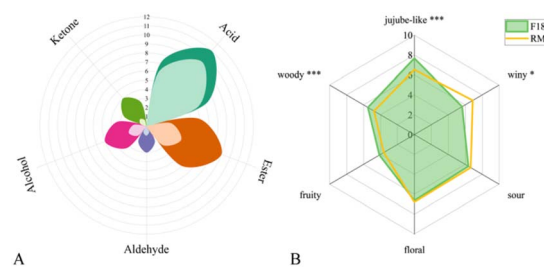 Ketone
Acid
Ester
Aldehyde
Alcohol
12
11
10
9
8
7
6
5
4
3
2
1
A
jujube-like ***
winy *
sour
floral
fruity
woody ***
10
8
6
4
2
0
F18
RM
B